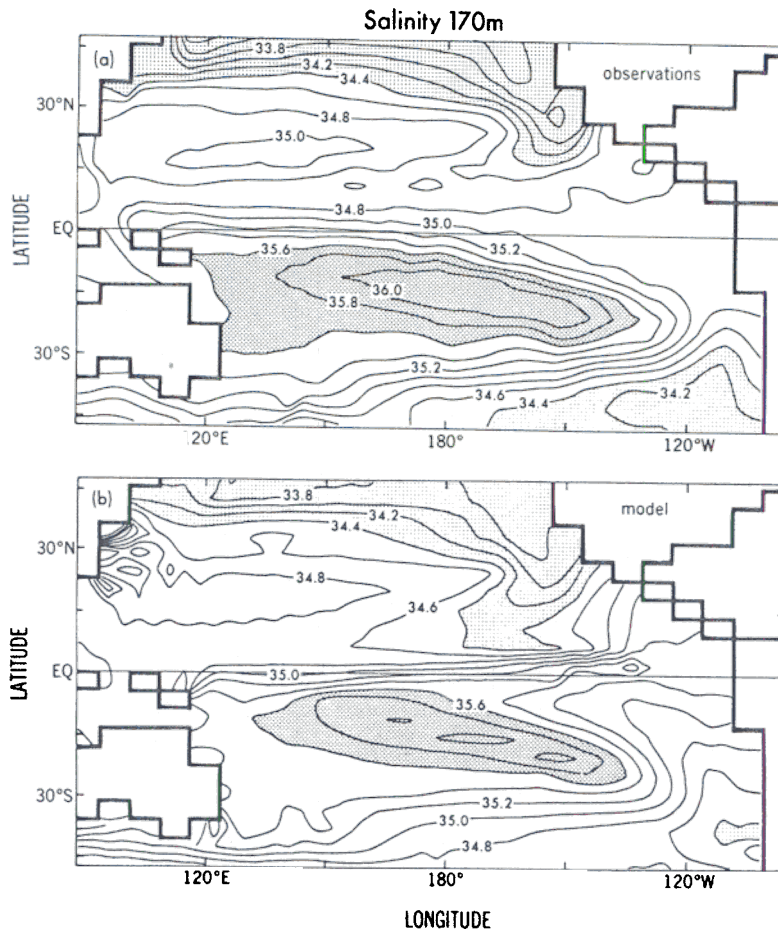 Salinity 170m
(a)
observations
33.8
34.2
34.4
30°N
34.8
35.0
34.8
35.0
EQ
35.2
35.6
36.0
35.8
30°S
35.2
34.6
34.4
34.2
LATITUDE
120°E
180°
120°W
(b)
model
33.8
34.2
34.4
30°N
34.8
34.6
EQ
35.0
35.6
30°S
35.2
35.0
34.8
LATITUDE
120°E
180°
120°W
LONGITUDE